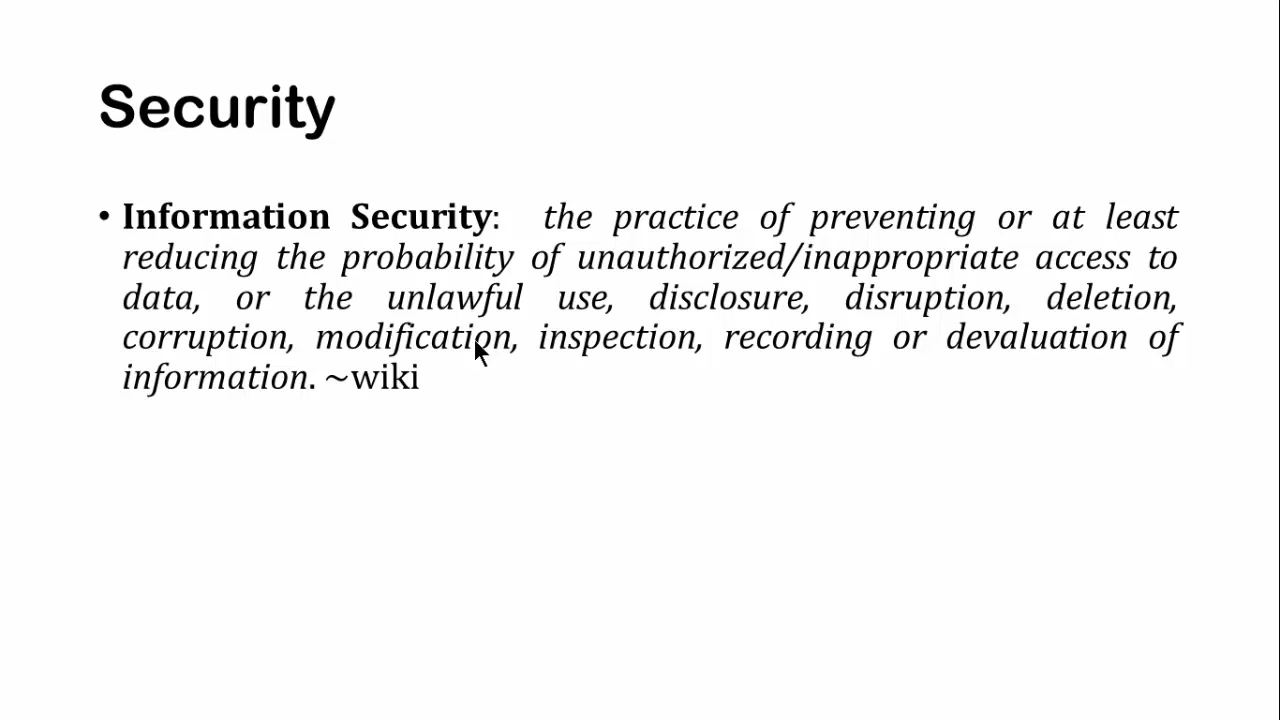 Security
• Information Security: the practice of preventing or at least
reducing the probability of unauthorized/inappropriate access to
data, or the unlawful use, disclosure, disruption, deletion,
corruption, modification, inspection, recording or devaluation of
information. ~wiki